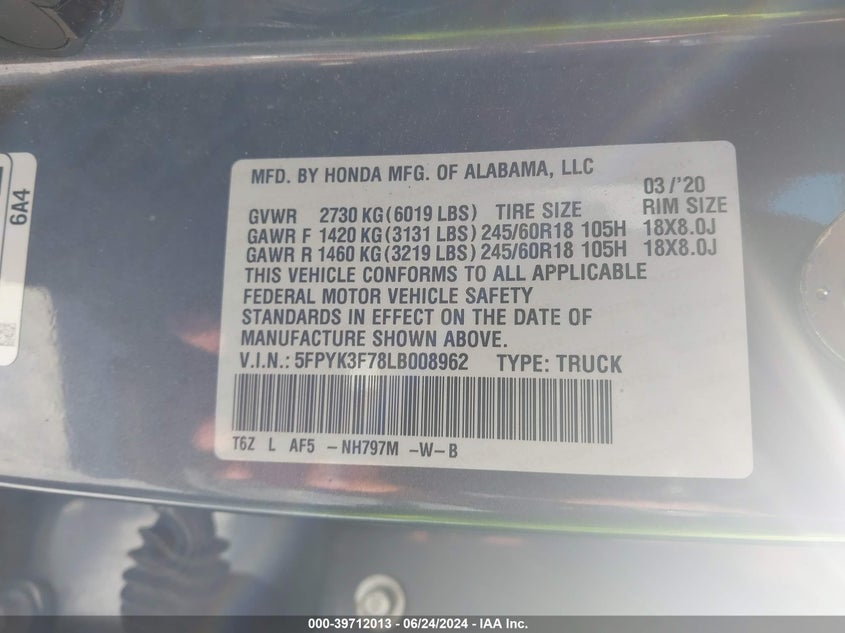 6A4
MFD. BY HONDA MFG. OF ALABAMA, LLC
03 /'20
GVWR 2730 KG (6019 LBS) TIRE SIZE RIM SIZE
GAWR F 1420 KG (3131 LBS) 245/60R18 105H 18X8.0J
GAWR R 1460 KG (3219 LBS) 245/60R18 105H 18X8.0J
THIS VEHICLE CONFORMS TO ALL APPLICABLE
FEDERAL MOTOR VEHICLE SAFETY
STANDARDS IN EFFECT ON THE DATE OF
MANUFACTURE SHOWN ABOVE.
V.I.N.: 5FPYK3F78LB008962 TYPE: TRUCK
T6Z L AF5 -NH797M -W-B
000-39712013 - 06/24/2024 - IAA Inc.